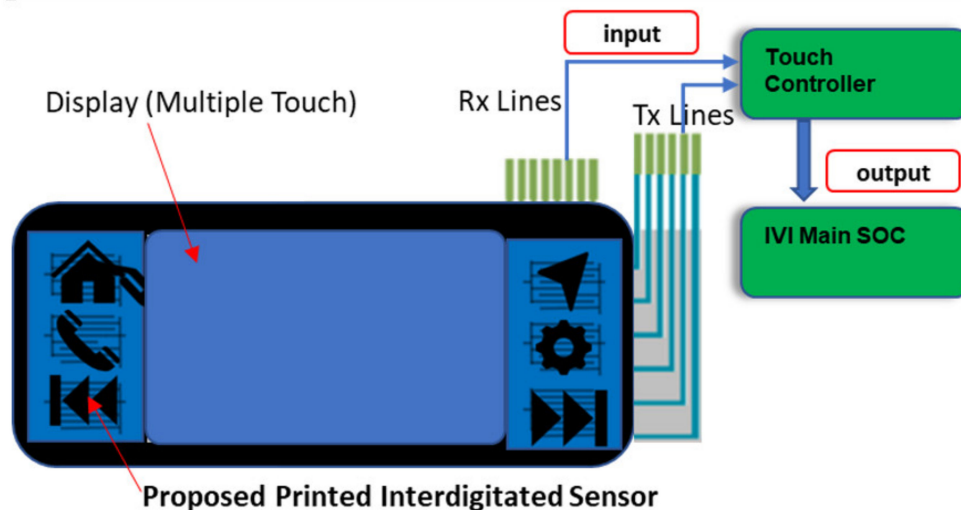 input
Touch
Controller
Display (Multiple Touch)
Rx Lines
Tx Lines
output
IVI Main SOC
Proposed Printed Interdigitated Sensor